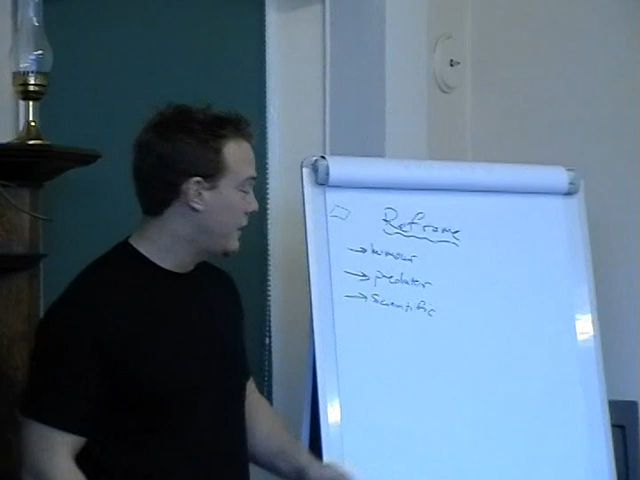 Reframe
→ humour
→ predator
→ Scientific